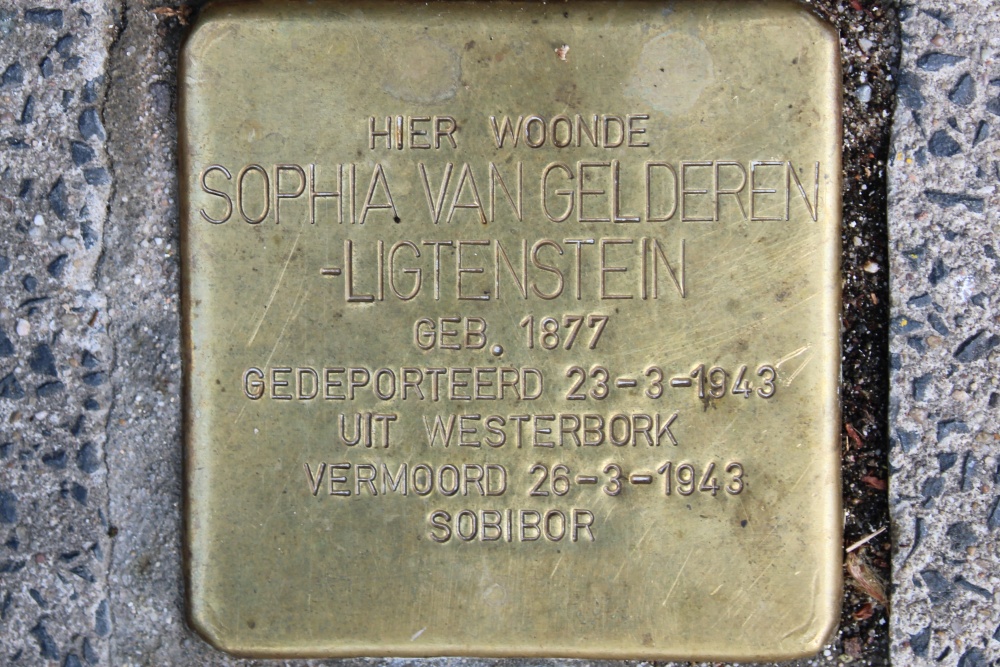 HIER WOONDE
SOPHIA VAN GELDEREN
-LIGTENSTEIN
GEB. 1877
GEDEPORTEERD 23-3-1943
UIT WESTERBORK
VERMOORD 26-3-1943
SOBIBOR